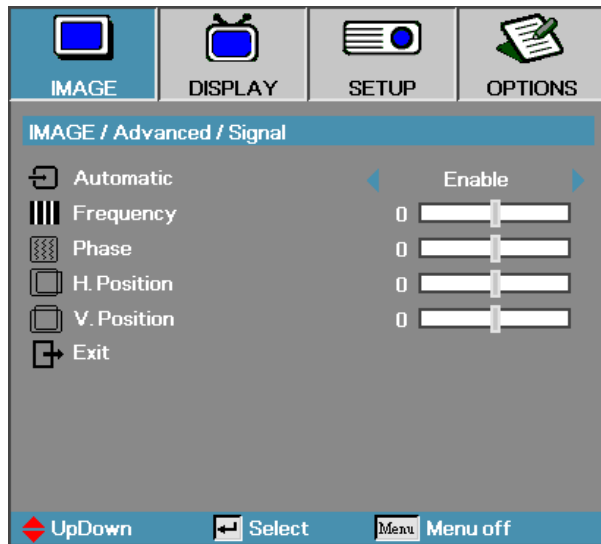 IMAGE DISPLAY SETUP OPTIONS
IMAGE / Advanced / Signal
Automatic Enable
Frequency 0
Phase 0
H. Position 0
V. Position 0
Exit
UpDown Select Menu Menu off